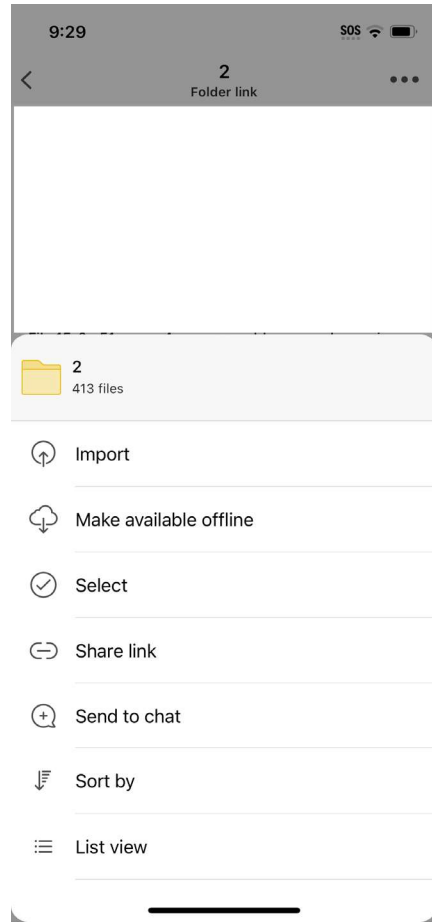 9:29
SOS
2
Folder link
2
413 files
Import
Make available offline
Select
Share link
Send to chat
Sort by
List view